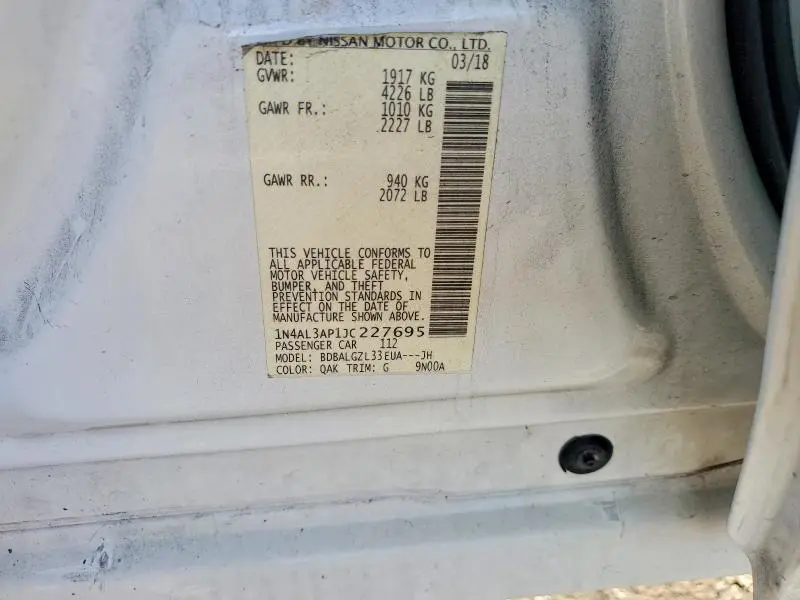 MFD BY NISSAN MOTOR CO., LTD.
DATE: 03/18
GVWR: 1917 KG
4226 LB
GAWR FR.: 1010 KG
2227 LB
GAWR RR.: 940 KG
2072 LB
THIS VEHICLE CONFORMS TO
ALL APPLICABLE FEDERAL
MOTOR VEHICLE SAFETY,
BUMPER, AND THEFT
PREVENTION STANDARDS IN
EFFECT ON THE DATE OF
MANUFACTURE SHOWN ABOVE.
1N4AL3AP1JC227695
PASSENGER CAR 112
MODEL: BDBALGZL33EUA---JH
COLOR: QAK TRIM: G 9N00A